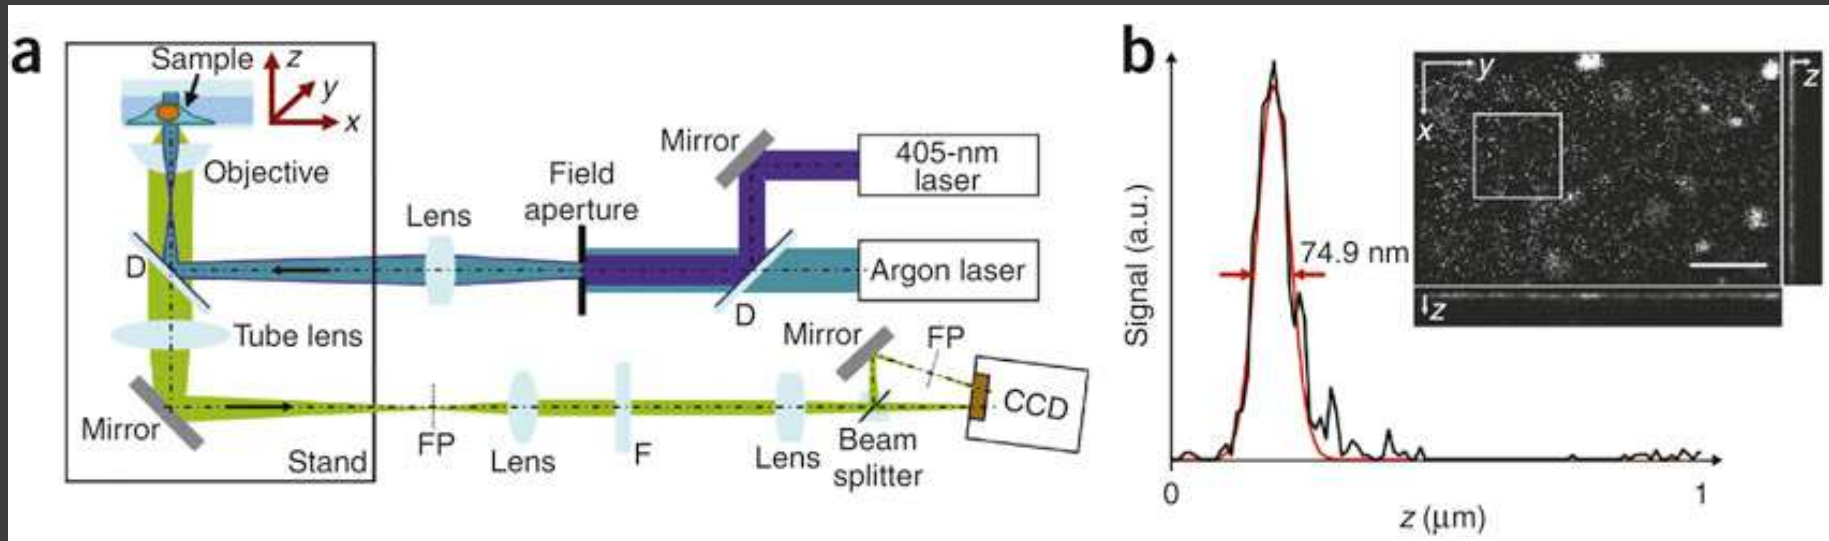 a
Sample
z
y
x
Objective
D
Tube lens
Mirror
Stand
Lens
Field
aperture
Mirror
405-nm
laser
Argon laser
D
FP
Lens
F
Lens
Mirror
FP
Beam
splitter
CCD
b
Signal (a.u.)
74.9 nm
0
1
z (μm)
y
x
z
z